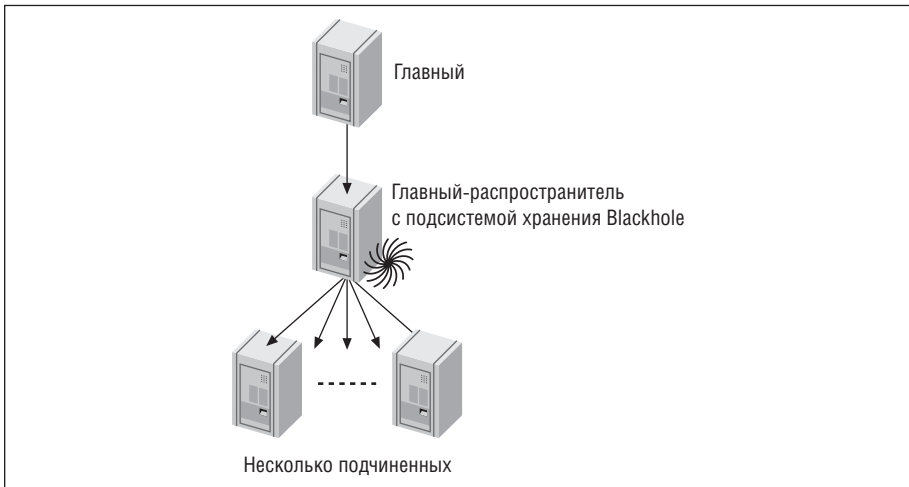 Главный
Главный-распространитель
с подсистемой хранения Blackhole
Несколько подчиненных